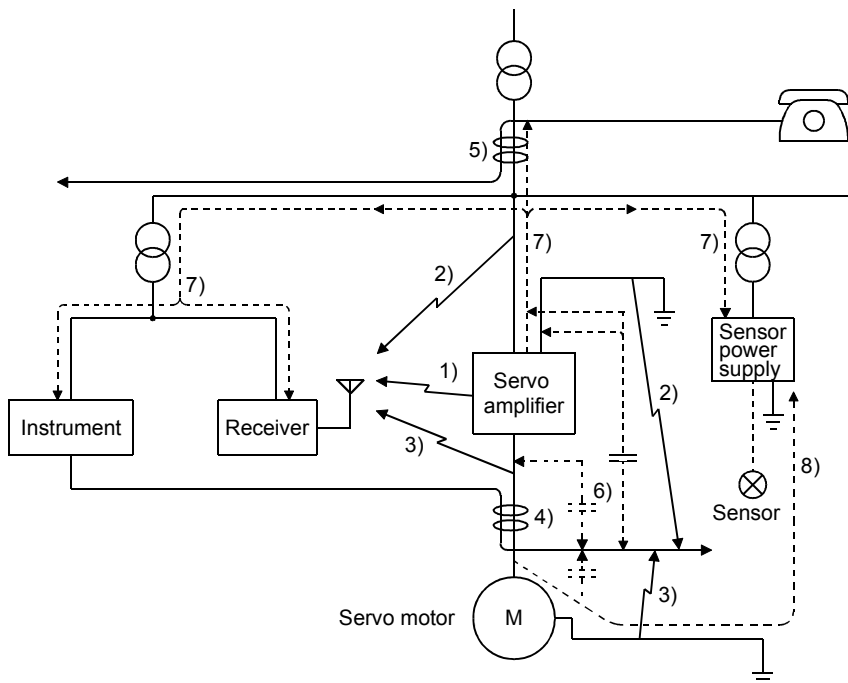 5)
7)
7)
2)
7)
Sensor
power
supply
1)
Servo
amplifier
2)
Instrument
Receiver
3)
8)
6)
4)
Sensor
3)
Servo motor
M